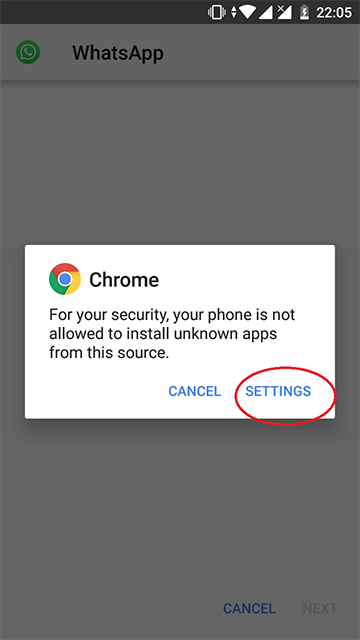 22:05
WhatsApp
Chrome
For your security, your phone is not
allowed to install unknown apps
from this source.
CANCEL SETTINGS
CANCEL NEXT